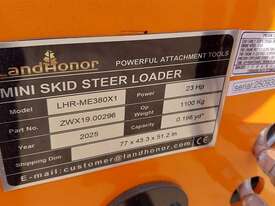 LandHonor
POWERFUL ATTACHMENT TOOLS
MINI SKID STEER LOADER
Model LHR-ME380X1 Power 23 Hp
No. ZWX19.00296 Op Weight 1100 Kg
Year 2025 Capacity 0.196 yd³
Shipping Dim 77 x 43.3 x 51.2 in
E-mail: customer@landhonor.com